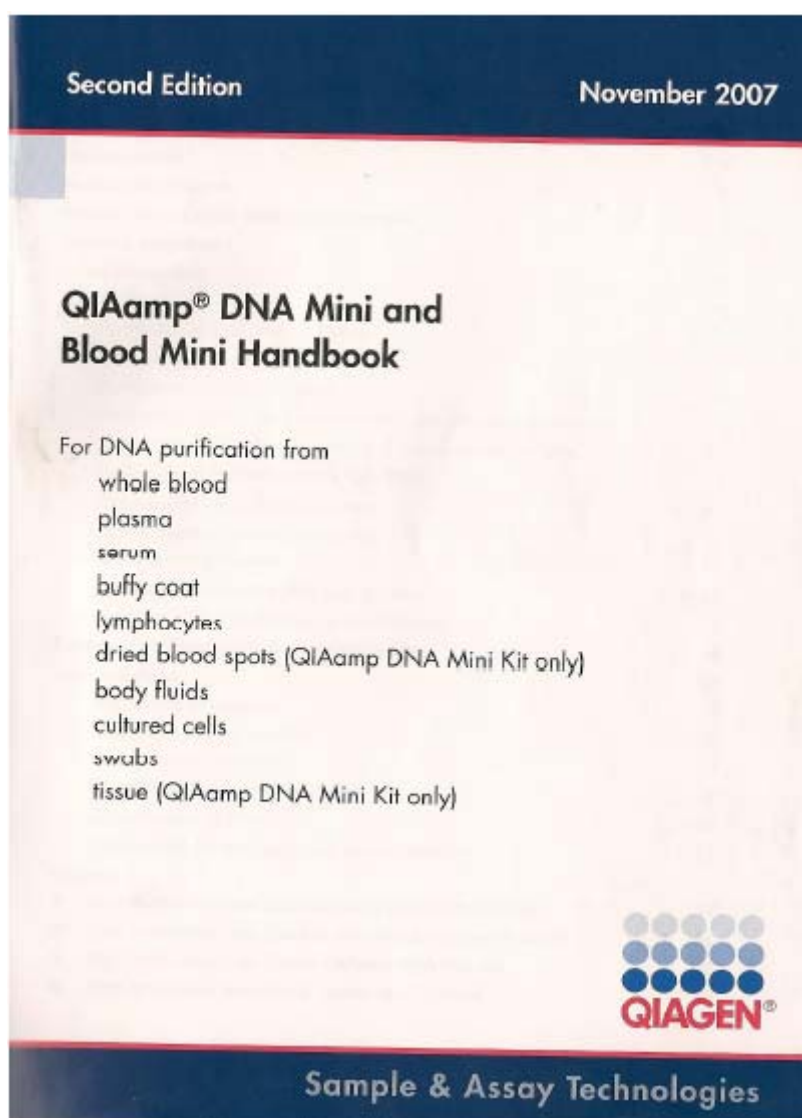 Second Edition
November 2007
QIAamp® DNA Mini and
Blood Mini Handbook
For DNA purification from
whole blood
plasma
serum
buffy coat
lymphocytes
dried blood spots (QIAamp DNA Mini Kit only)
body fluids
cultured cells
swabs
tissue (QIAamp DNA Mini Kit only)
QIAGEN®
Sample & Assay Technologies